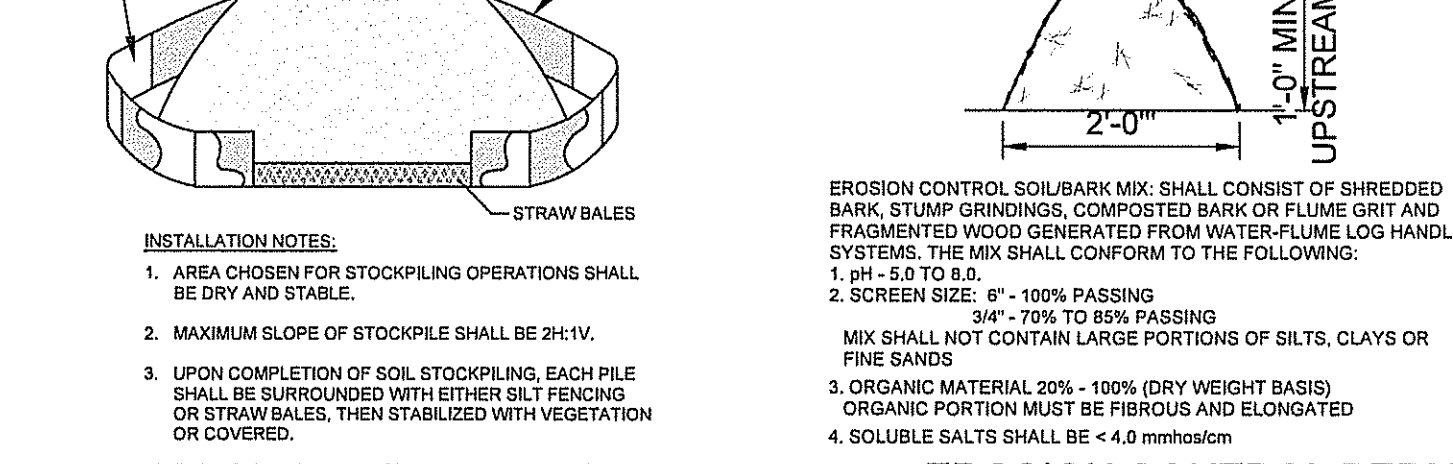 STRAW BALES
INSTALLATION NOTES:
1. AREA CHOSEN FOR STOCKPILING OPERATIONS SHALL
BE DRY AND STABLE.
2. MAXIMUM SLOPE OF STOCKPILE SHALL BE 2H:1V.
3. UPON COMPLETION OF SOIL STOCKPILING, EACH PILE
SHALL BE SURROUNDED WITH EITHER SILT FENCING
OR STRAW BALES, THEN STABILIZED WITH VEGETATION
OR COVERED.
2'-0'"
1'-0" MIN
UPSTREAM
EROSION CONTROL SOIL/BARK MIX: SHALL CONSIST OF SHREDDED
BARK, STUMP GRINDINGS, COMPOSTED BARK OR FLUME GRIT AND
FRAGMENTED WOOD GENERATED FROM WATER-FLUME LOG HANDL
SYSTEMS. THE MIX SHALL CONFORM TO THE FOLLOWING:
1. pH - 5.0 TO 8.0.
2. SCREEN SIZE: 6" - 100% PASSING
3/4" - 70% TO 85% PASSING
MIX SHALL NOT CONTAIN LARGE PORTIONS OF SILTS, CLAYS OR
FINE SANDS
3. ORGANIC MATERIAL 20% - 100% (DRY WEIGHT BASIS)
ORGANIC PORTION MUST BE FIBROUS AND ELONGATED
4. SOLUBLE SALTS SHALL BE < 4.0 mmhos/cm